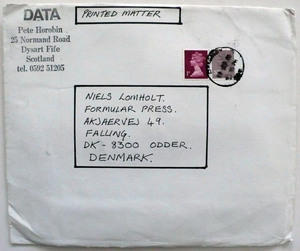 DATA
Pete Horobin
25 Normand Road
Dysart Fife
Scotland
tel. 0592 51205
PRINTED MATTER
NIELS LOMHOLT.
FORMULAR PRESS.
AKJAERVEJ 49.
FALLING.
DK - 8300 ODDER.
DENMARK.